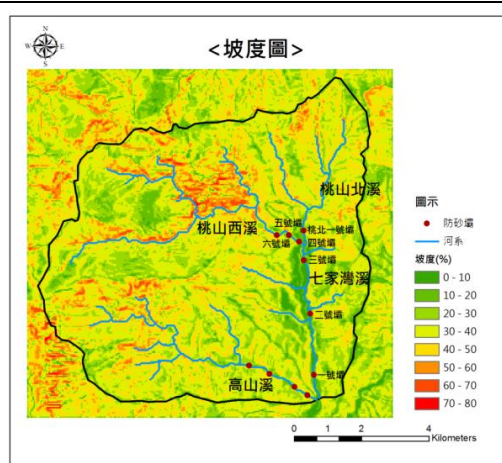 N
W E
S
<坡度圖>
桃山北溪
五號壩
桃北一號壩
桃山西溪
四號壩
六號壩
三號壩
七家灣溪
二號壩
一號壩
高山溪
圖示
防砂壩
河系
坡度(%)
0 - 10
10 - 20
20 - 30
30 - 40
40 - 50
50 - 60
60 - 70
70 - 80
0 1 2 4
Kilometers